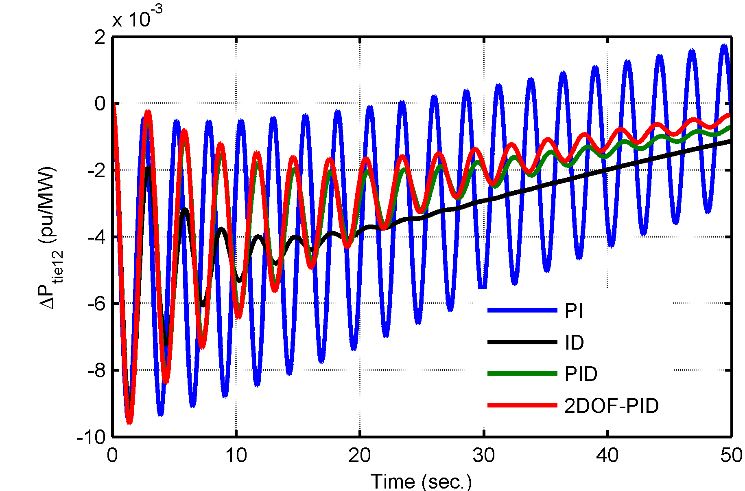 x 10⁻³
2
0
-2
-4
-6
-8
-10
0 10 20 30 40 50
ΔPtie12 (pu/MW)
Time (sec.)
PI
ID
PID
2DOF-PID